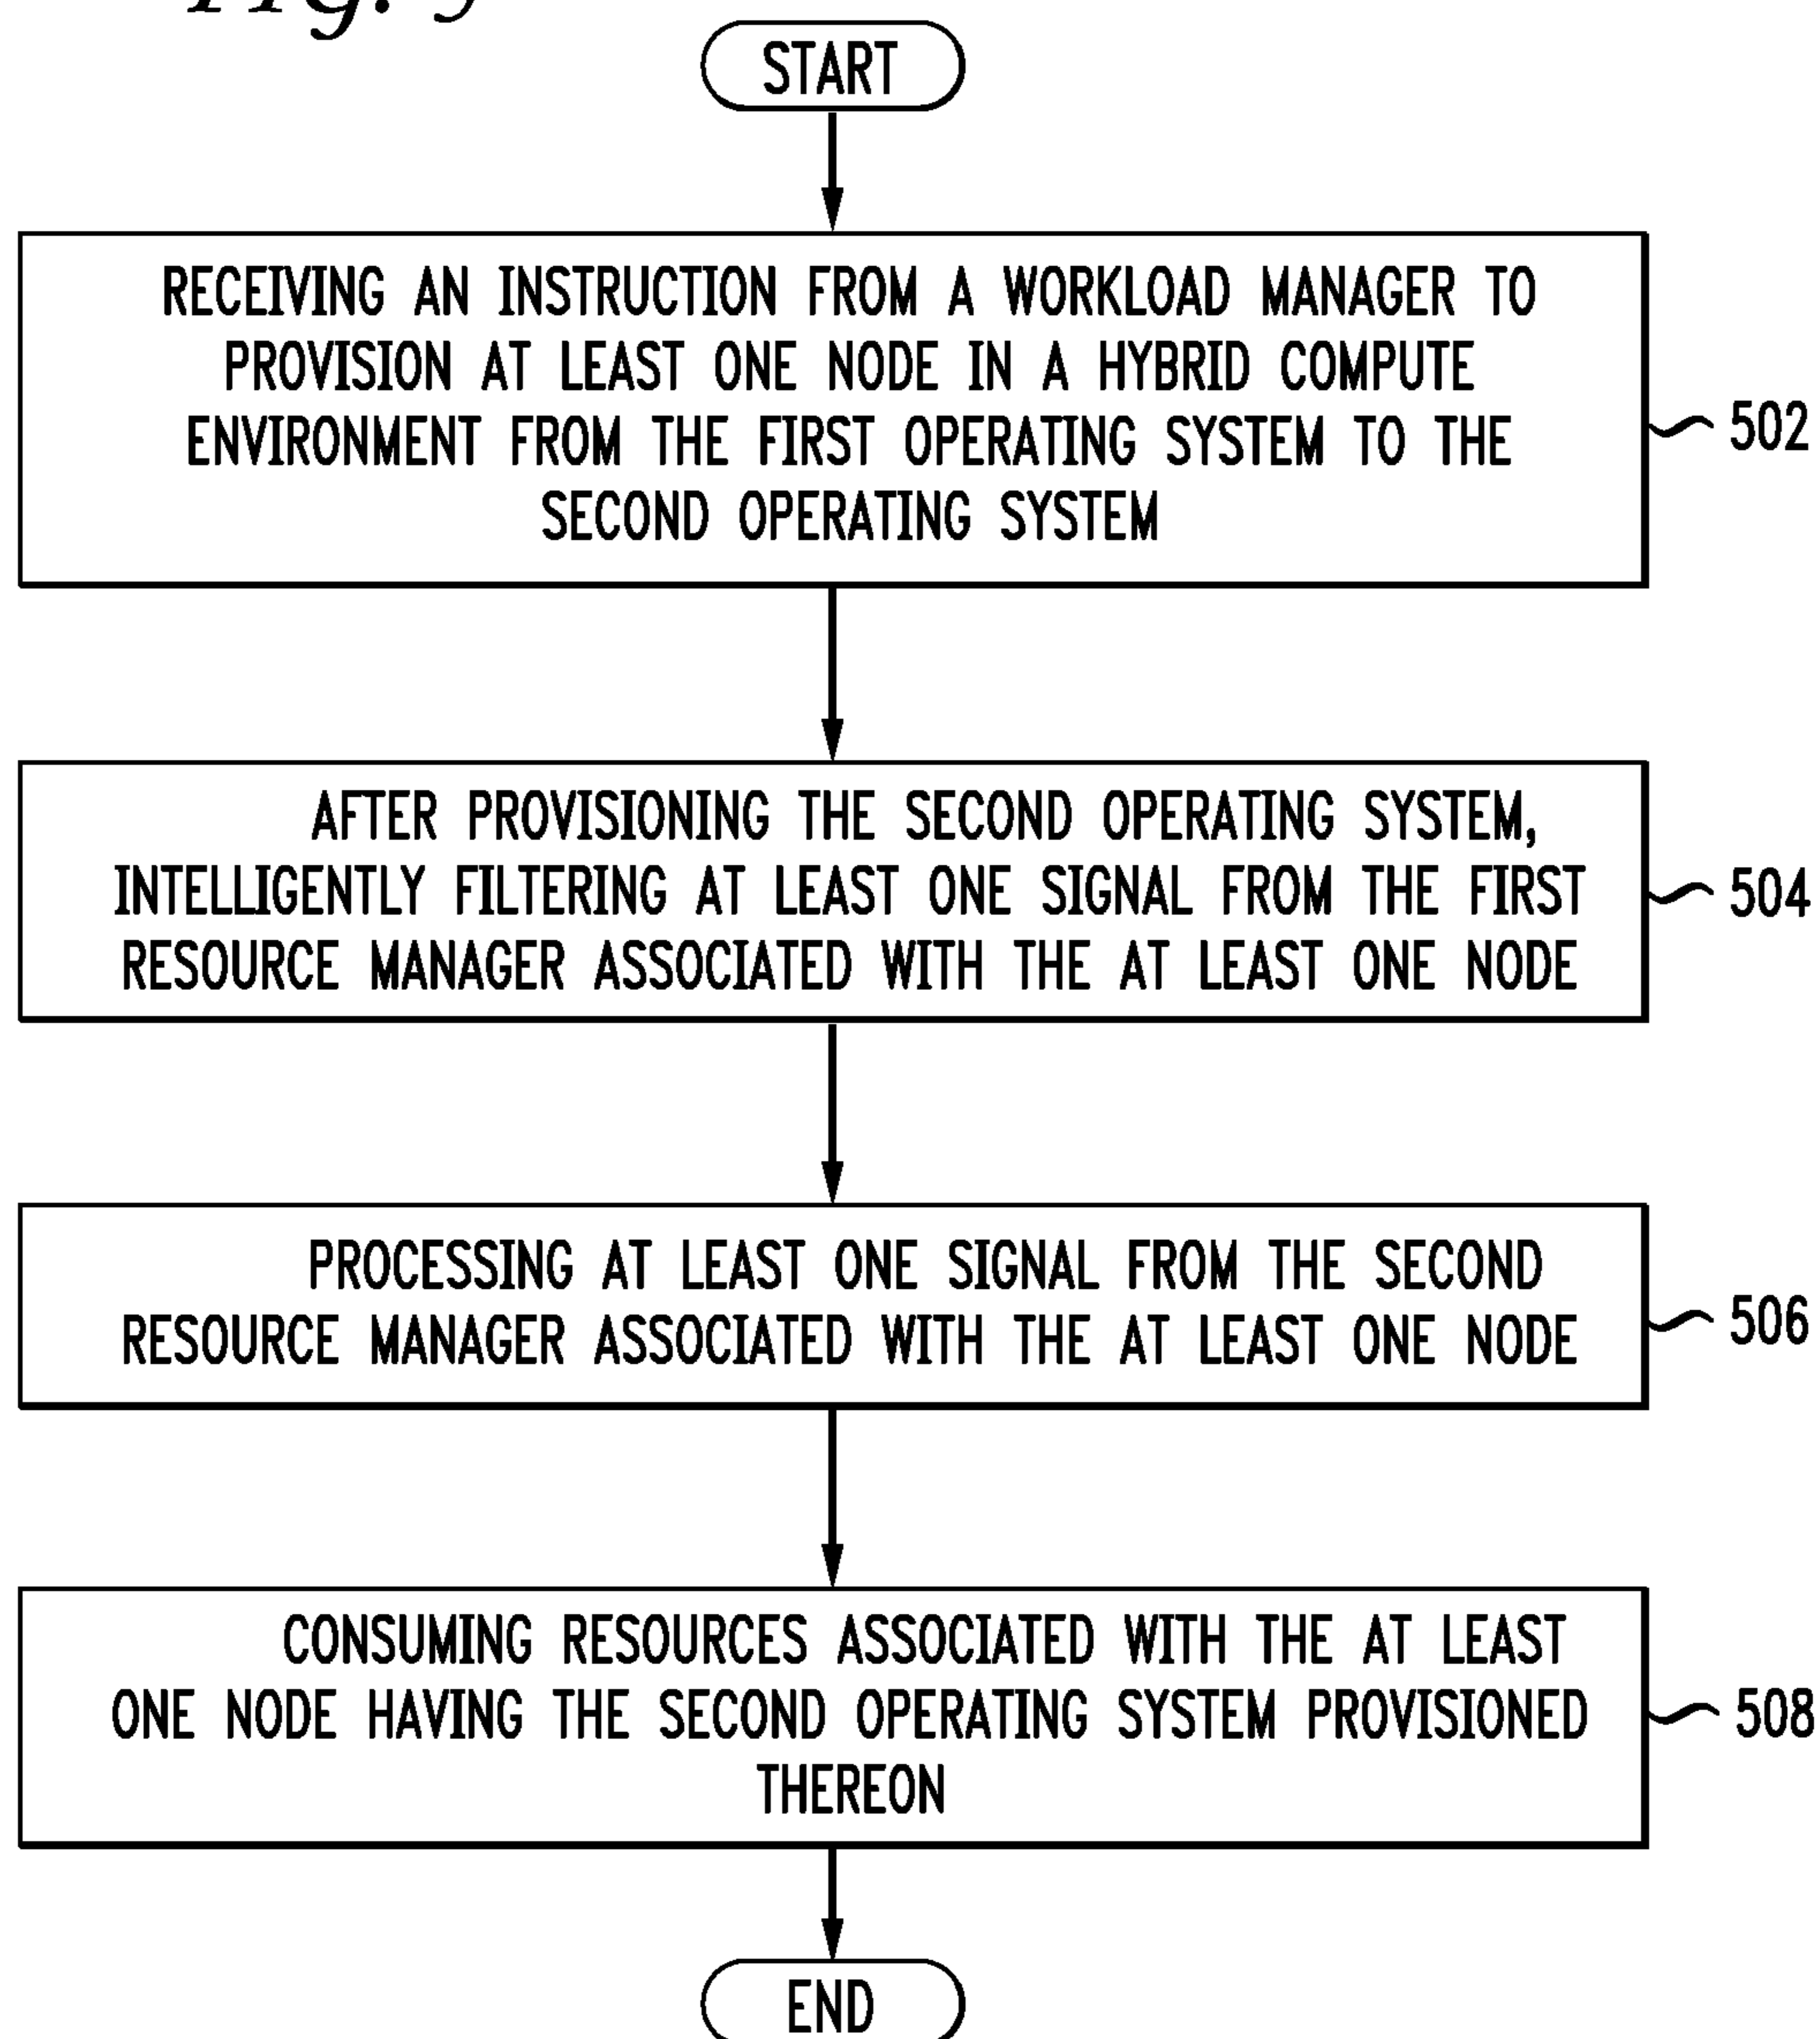 Fig. 5
START
RECEIVING AN INSTRUCTION FROM A WORKLOAD MANAGER TO
PROVISION AT LEAST ONE NODE IN A HYBRID COMPUTE
ENVIRONMENT FROM THE FIRST OPERATING SYSTEM TO THE
SECOND OPERATING SYSTEM
502
AFTER PROVISIONING THE SECOND OPERATING SYSTEM,
INTELLIGENTLY FILTERING AT LEAST ONE SIGNAL FROM THE FIRST
RESOURCE MANAGER ASSOCIATED WITH THE AT LEAST ONE NODE
504
PROCESSING AT LEAST ONE SIGNAL FROM THE SECOND
RESOURCE MANAGER ASSOCIATED WITH THE AT LEAST ONE NODE
506
CONSUMING RESOURCES ASSOCIATED WITH THE AT LEAST
ONE NODE HAVING THE SECOND OPERATING SYSTEM PROVISIONED
THEREON
508
END